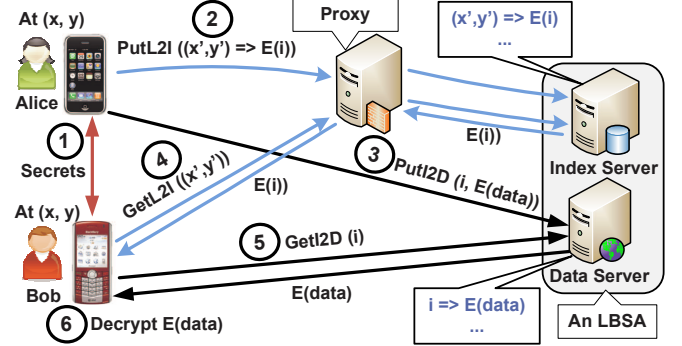 At (x, y)
2
Proxy
(x',y') => E(i)
...
PutL2I ((x',y') => E(i))
Alice
1
Secrets
4
GetL2I ((x',y'))
E(i))
3
PutI2D (i, E(data))
E(i))
Index Server
At (x, y)
Bob
5
GetI2D (i)
E(data)
Data Server
i => E(data)
...
An LBSA
6
Decrypt E(data)